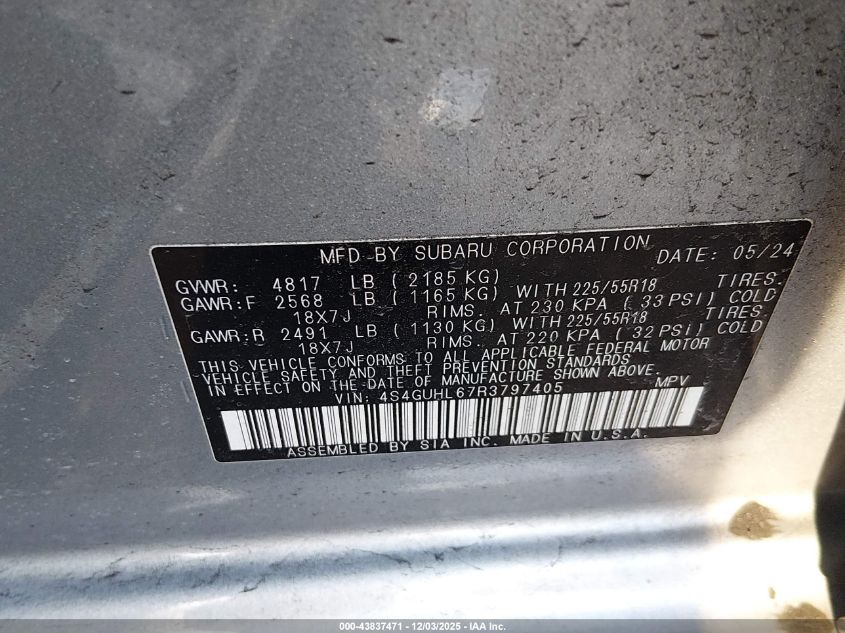 MFD BY SUBARU CORPORATION DATE: 05/24
GVWR: 4817 LB ( 2185 KG)
GAWR:F 2568 LB ( 1165 KG) WITH 225/55R18 TIRES.
18X7J RIMS. AT 230 KPA ( 33 PSI) COLD
GAWR:R 2491 LB ( 1130 KG) WITH 225/55R18 TIRES.
18X7J RIMS. AT 220 KPA ( 32 PSI) COLD
THIS VEHICLE CONFORMS TO ALL APPLICABLE FEDERAL MOTOR
VEHICLE SAFETY AND THEFT PREVENTION STANDARDS
IN EFFECT ON THE DATE OF MANUFACTURE SHOWN ABOVE.
VIN: 4S4GUHL67R3797405 MPV
ASSEMBLED BY SIA INC. MADE IN U.S.A.
000-43837471 - 12/03/2025 - IAA Inc.